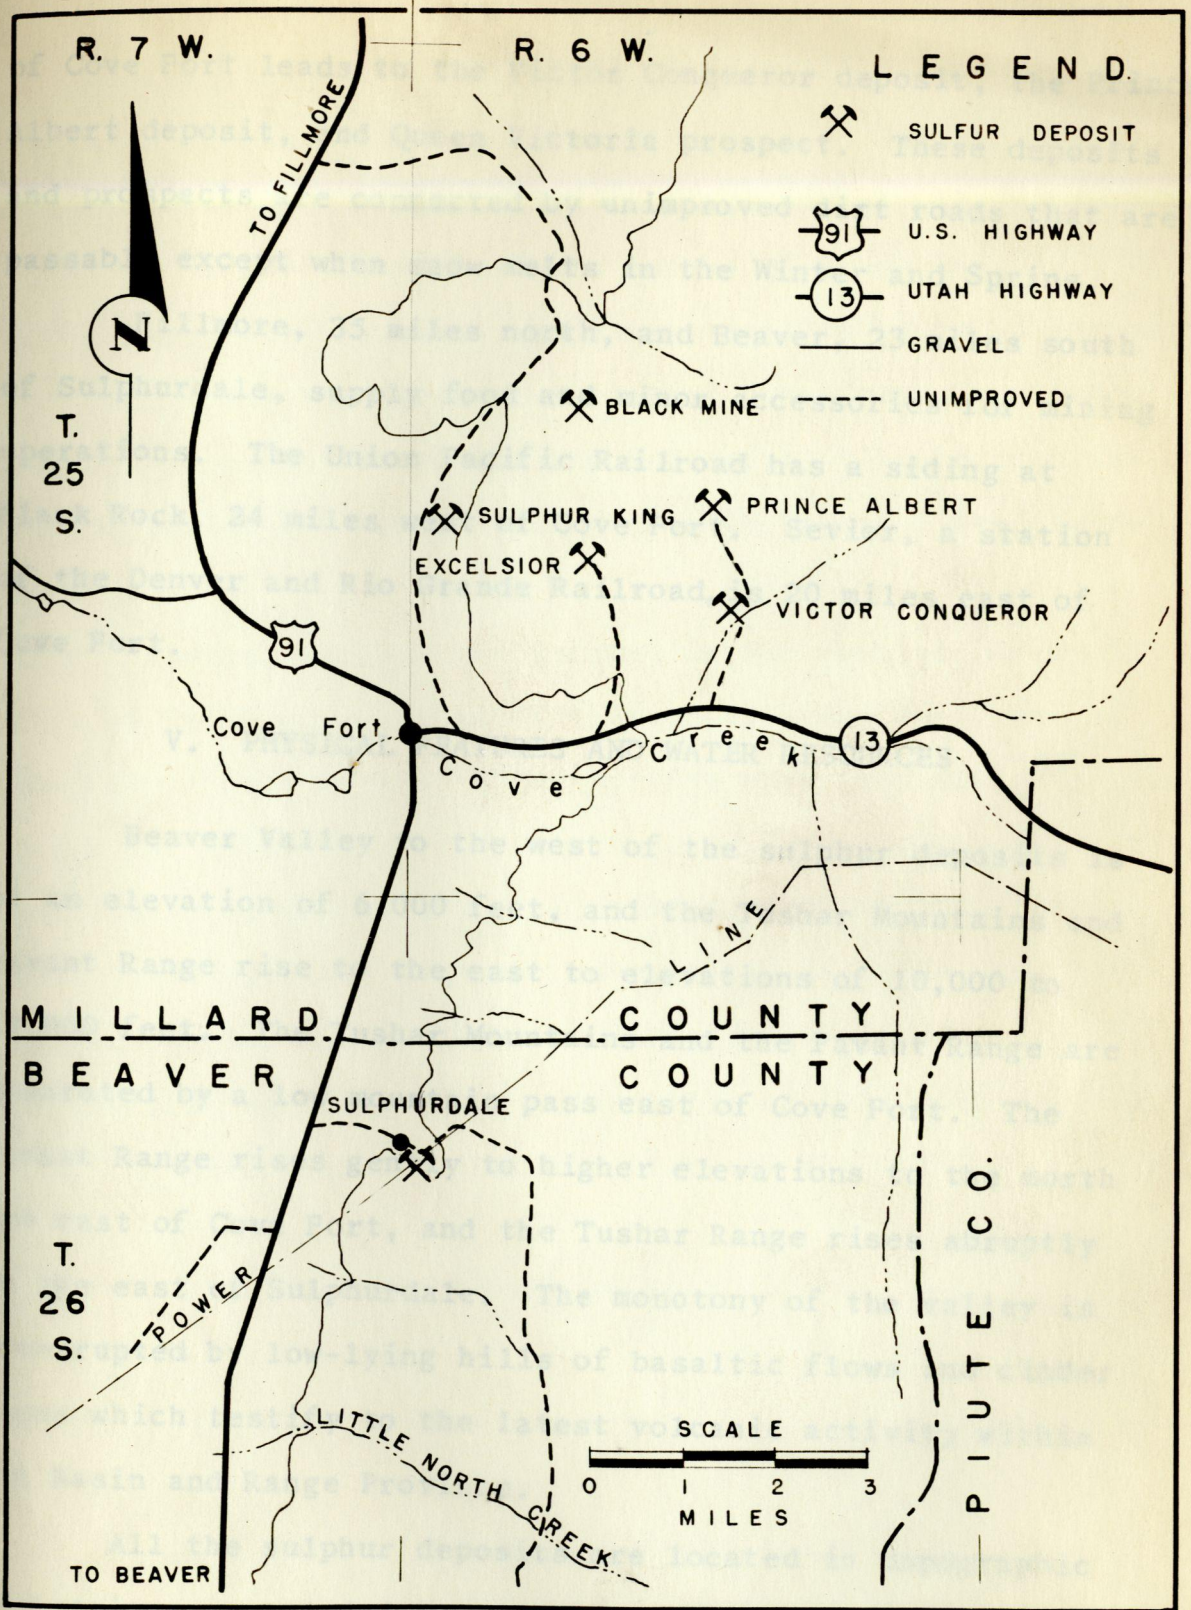 R. 7 W.
R. 6 W.
LEGEND.
SULFUR DEPOSIT
91
U.S. HIGHWAY
13
UTAH HIGHWAY
GRAVEL
UNIMPROVED
TO FILLMORE
N
T.
25
S.
BLACK MINE
SULPHUR KING
PRINCE ALBERT
EXCELSIOR
VICTOR CONQUEROR
91
Cove Fort
Cove Creek
13
LINE
MILLARD COUNTY
BEAVER COUNTY
SULPHURDALE
POWER
T.
26
S.
PIUTE CO.
LITTLE NORTH CREEK
SCALE
0 1 2 3
MILES
TO BEAVER
of Cove Fort leads to the Victor Conqueror deposit, the Prince
Albert deposit, and Queen Victoria prospect. These deposits
and prospects are connected by unimproved dirt roads that are
passable except when snow melts in the Winter and Spring.
Fillmore, 35 miles north, and Beaver, 23 miles south
of Sulphurdale, supply food and minor accessories for mining
operations. The Union Pacific Railroad has a siding at
Black Rock, 24 miles west of Cove Fort. Sevier, a station
the Denver and Rio Grande Railroad, is 20 miles east of
Cove Fort.
V. PHYSICAL FEATURES AND WATER RESOURCES
Beaver Valley to the west of the sulphur deposits is
an elevation of 6,000 feet, and the Tushar Mountains and
Pavant Range rise to the east to elevations of 10,000 to
feet. The Tushar Mountains and the Pavant Range are
separated by a low mountain pass east of Cove Fort. The
Pavant Range rises gently to higher elevations to the north
east of Cove Fort, and the Tushar Range rises abruptly
the east of Sulphurdale. The monotony of the valley is
interrupted by low-lying hills of basaltic flows and cinder
which testify to the latest volcanic activity within
Basin and Range Province.
All the sulphur deposits are located in topographic